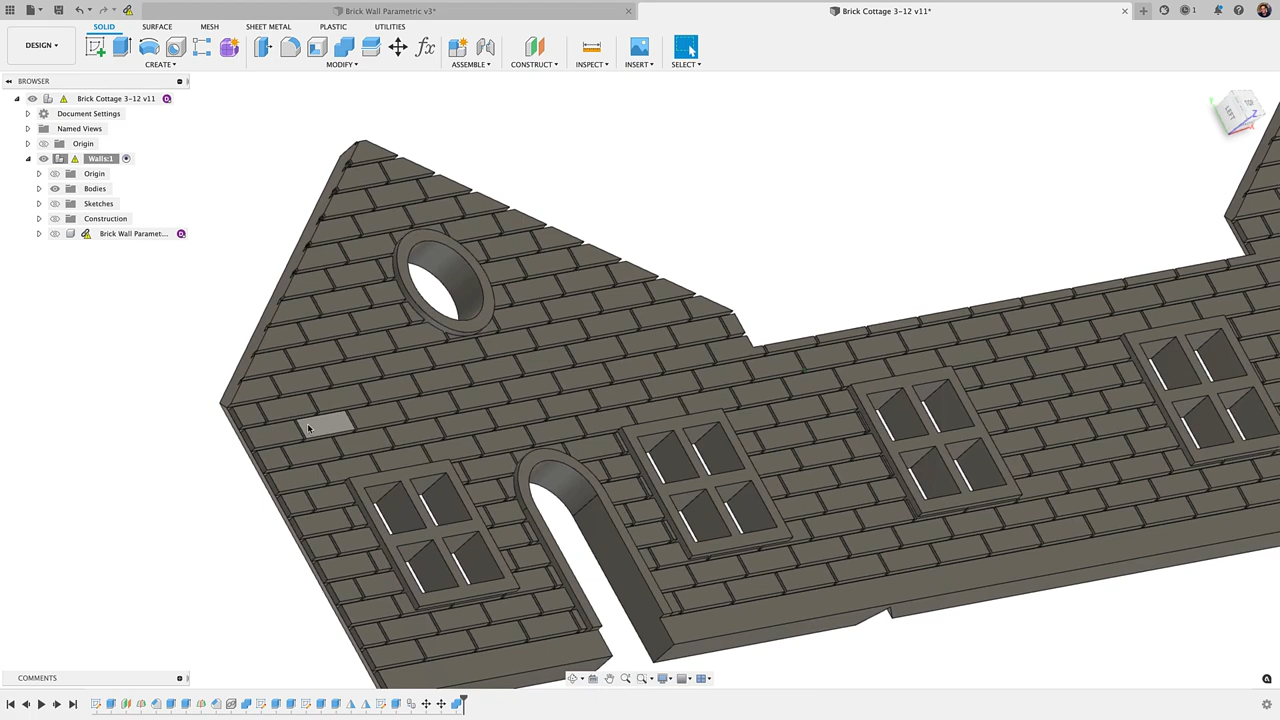 Brick Wall Parametric v3*
Brick Cottage 3-12 v11*
1
SOLID SURFACE MESH SHEET METAL PLASTIC UTILITIES
DESIGN
CREATE MODIFY ASSEMBLE CONSTRUCT INSPECT INSERT SELECT
BROWSER
Brick Cottage 3-12 v11
Document Settings
Named Views
Origin
Walls:1
Origin
Bodies
Sketches
Construction
Brick Wall Paramet...
LEFT
Z
COMMENTS